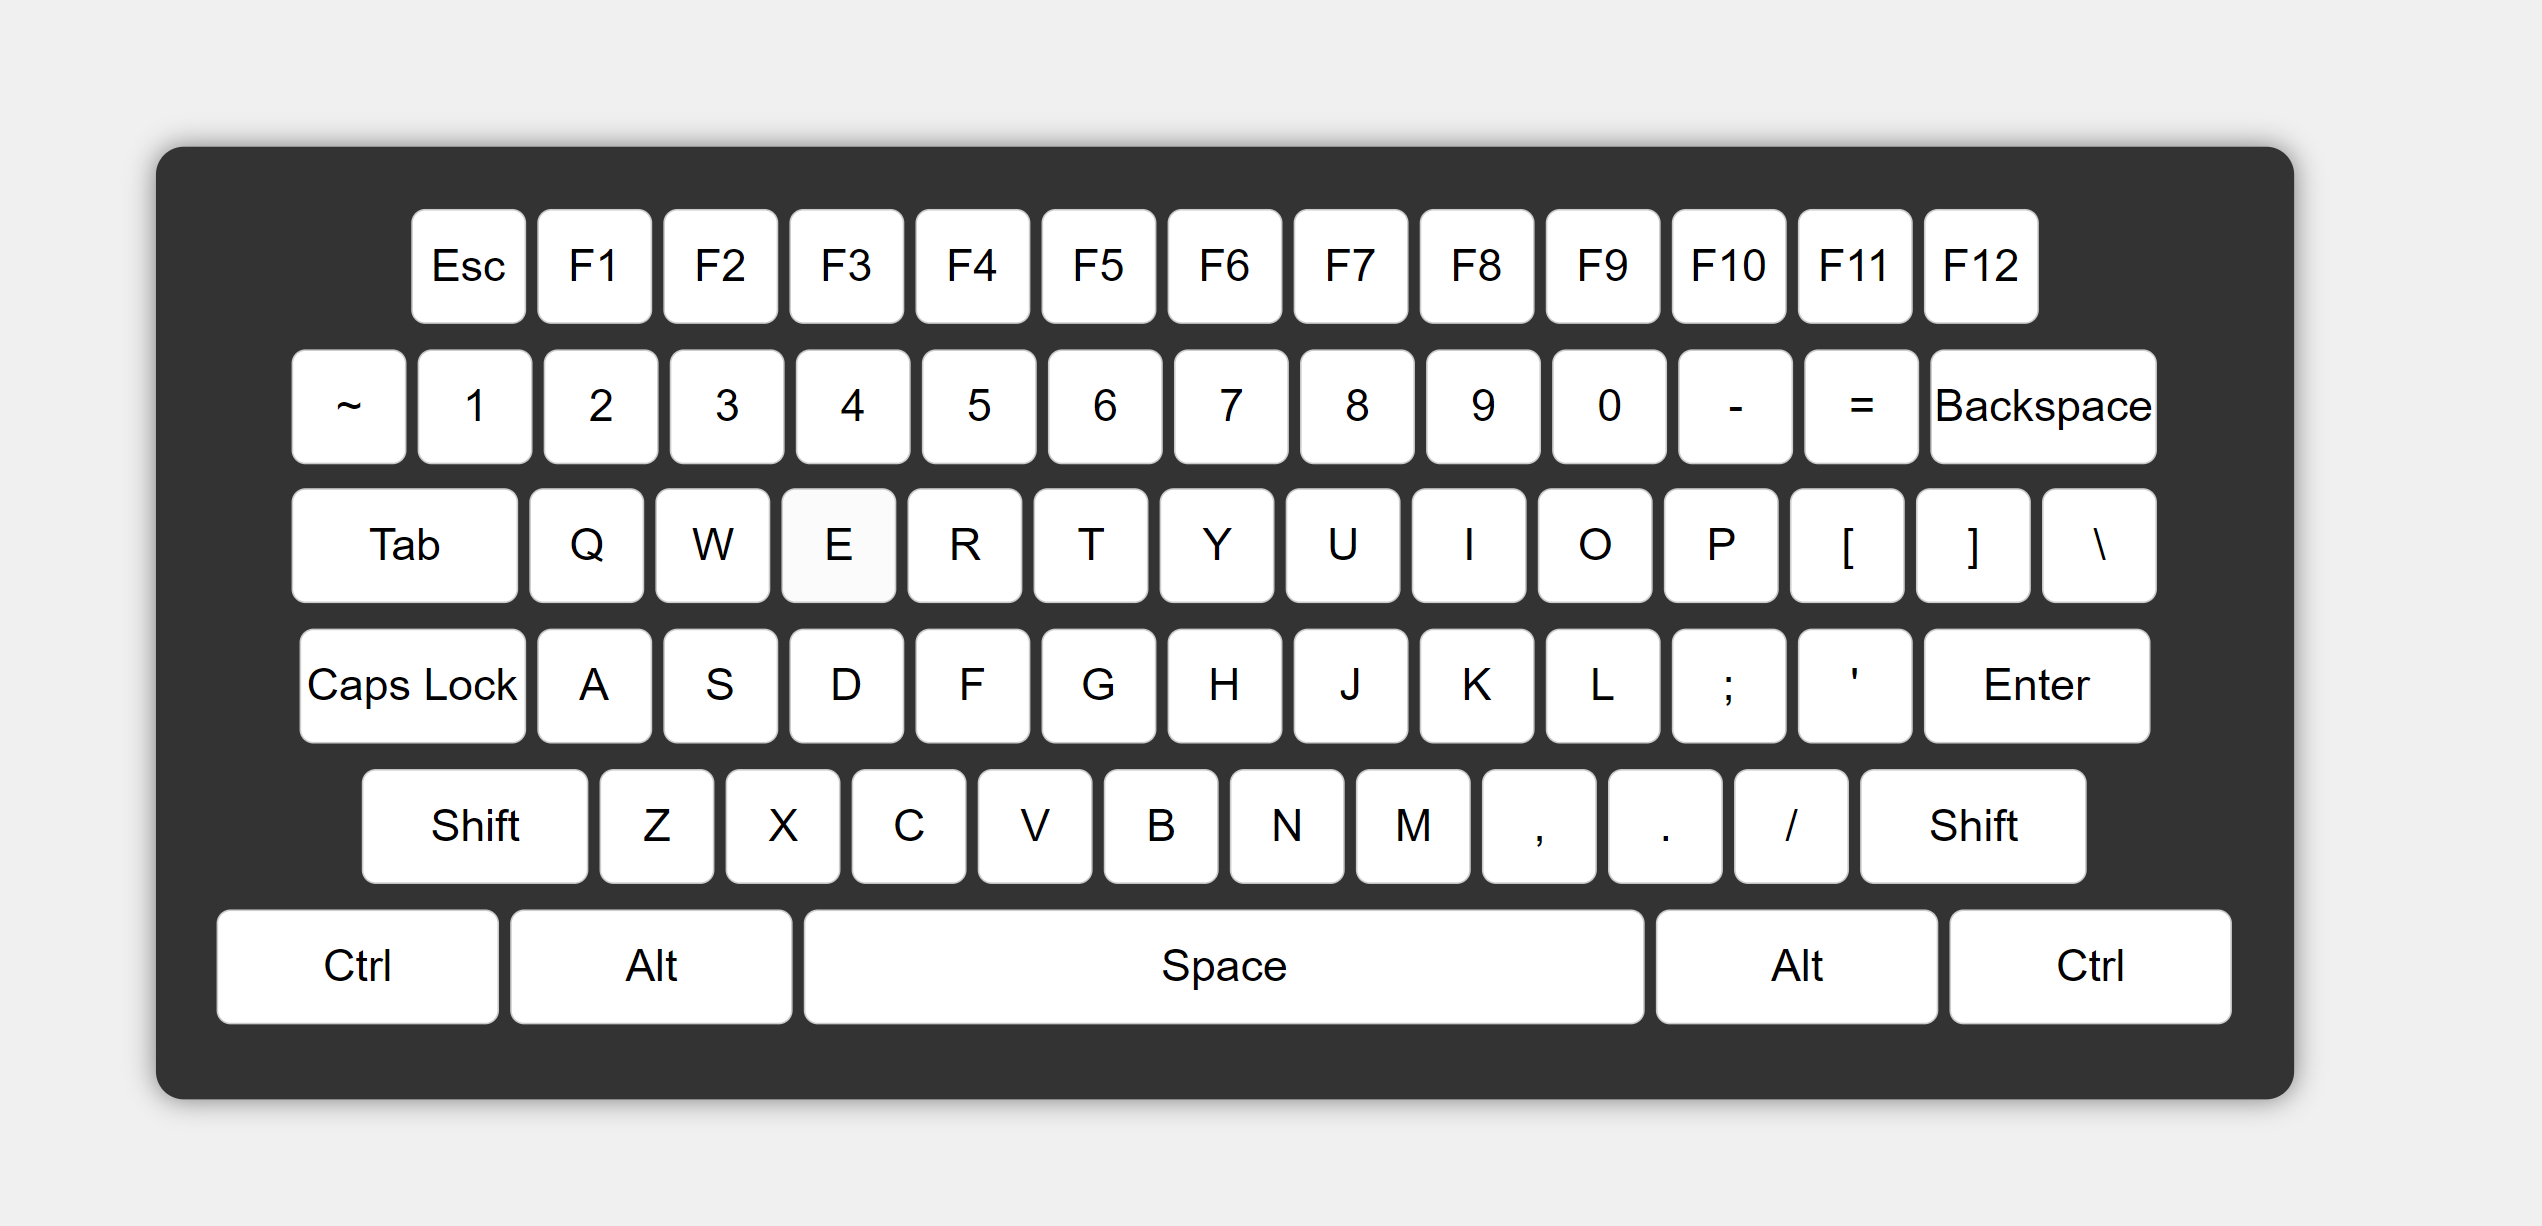 Esc F1 F2 F3 F4 F5 F6 F7 F8 F9 F10 F11 F12
~ 1 2 3 4 5 6 7 8 9 0 - = Backspace
Tab Q W E R T Y U I O P [ ] \
Caps Lock A S D F G H J K L ; ' Enter
Shift Z X C V B N M , . / Shift
Ctrl Alt Space Alt Ctrl